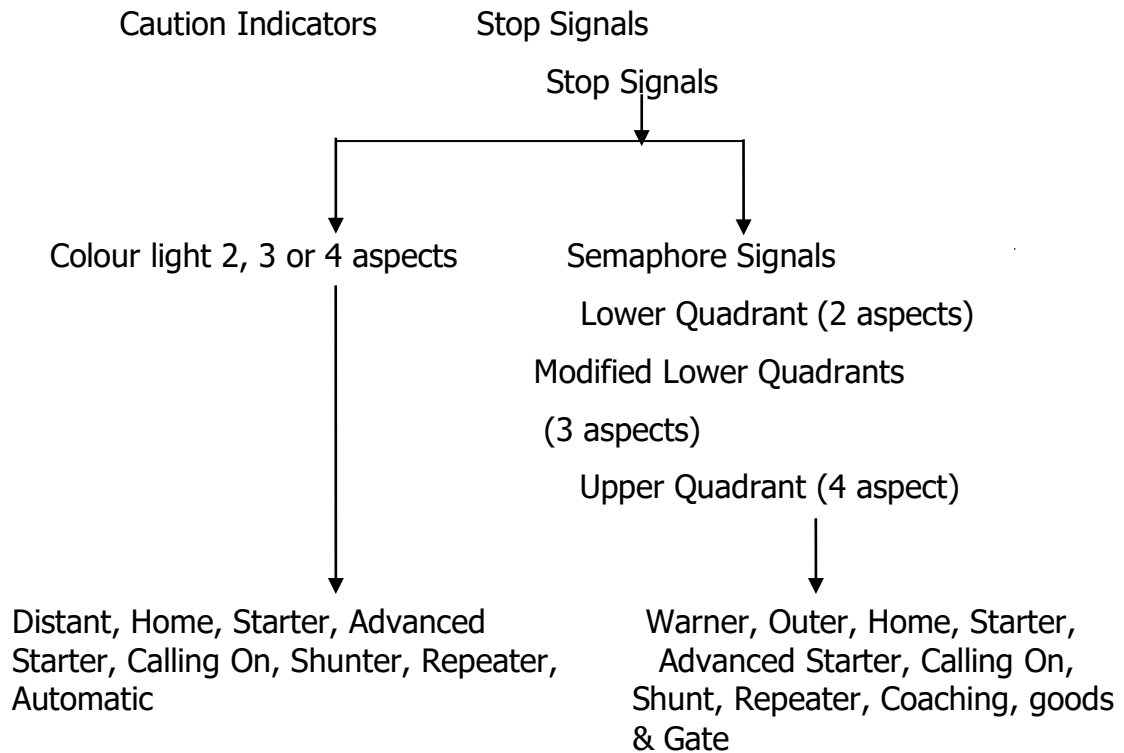 Caution Indicators Stop Signals
Stop Signals
Colour light 2, 3 or 4 aspects Semaphore Signals
Lower Quadrant (2 aspects)
Modified Lower Quadrants
(3 aspects)
Upper Quadrant (4 aspect)
Distant, Home, Starter, Advanced
Starter, Calling On, Shunter, Repeater,
Automatic
Warner, Outer, Home, Starter,
Advanced Starter, Calling On,
Shunt, Repeater, Coaching, goods
& Gate